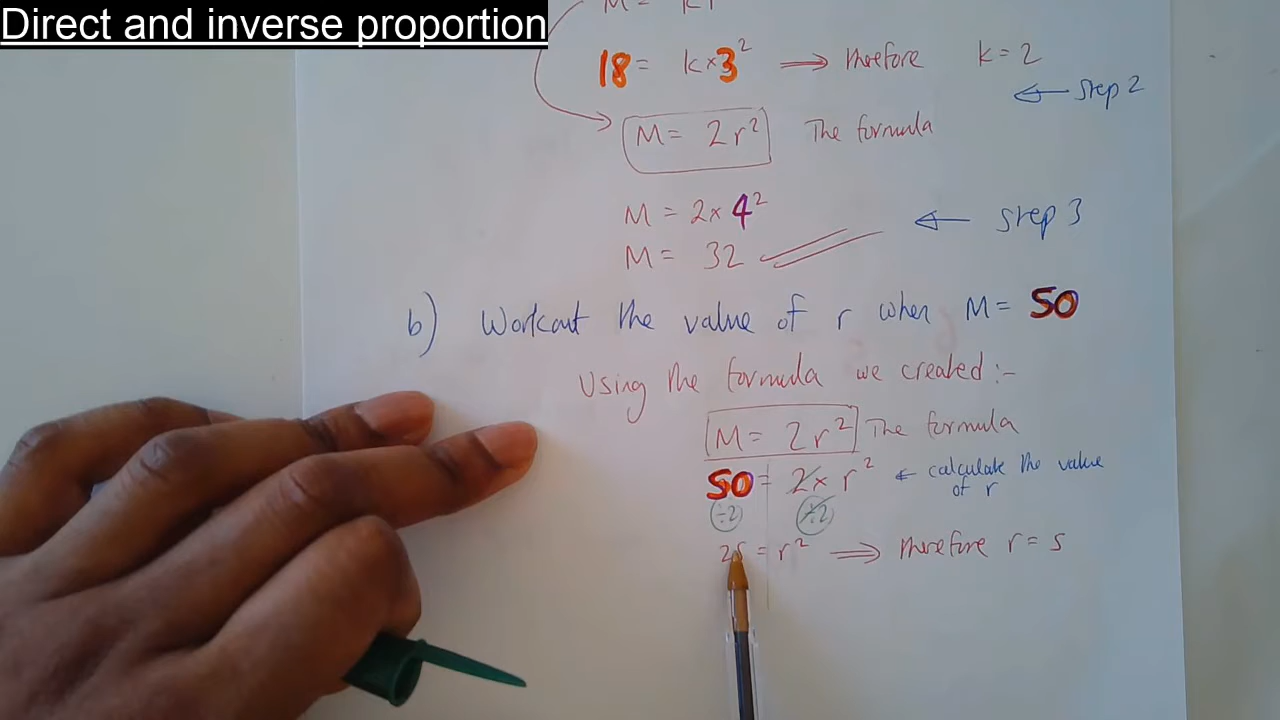 Direct and inverse proportion
M = kr
18 = k × 3² ⟹ therefore k = 2
← step 2
M = 2r² The formula
M = 2 × 4²
← step 3
M = 32
b) Workout the value of r when M = 50
Using the formula we created :-
M = 2r² The formula
50 = 2 × r² ← calculate the value of r
÷2 ÷2
25 = r² ⟹ therefore r = 5